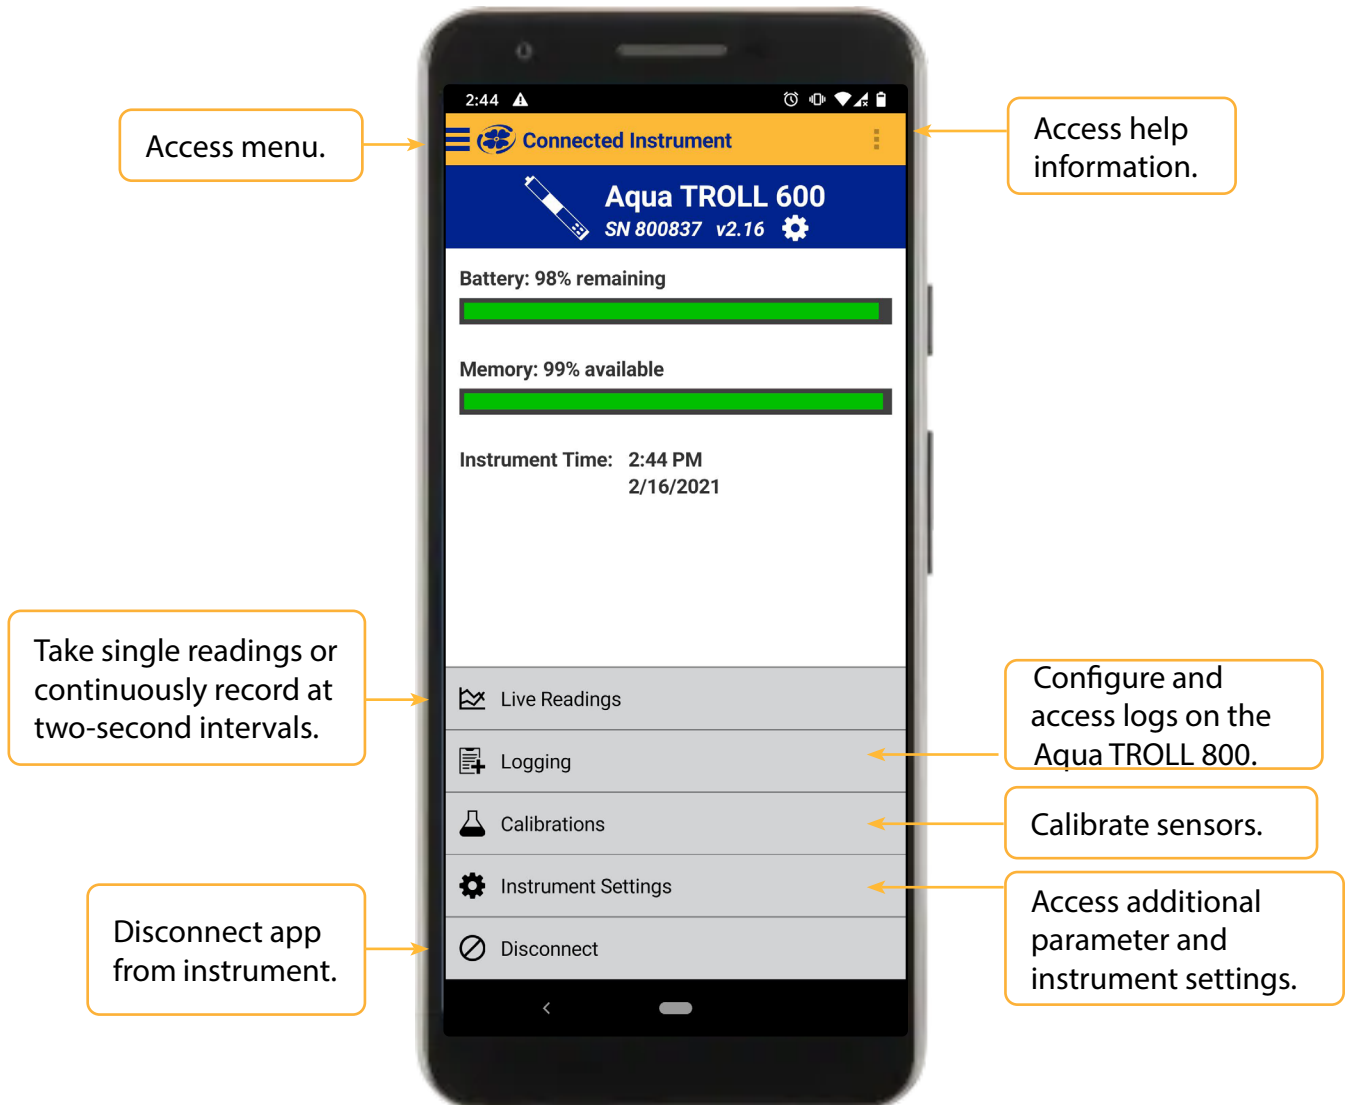 2:44
Access menu.
Connected Instrument
Access help
information.
Aqua TROLL 600
SN 800837 v2.16
Battery: 98% remaining
Memory: 99% available
Instrument Time: 2:44 PM
2/16/2021
Take single readings or
continuously record at
two-second intervals.
Live Readings
Configure and
access logs on the
Aqua TROLL 800.
Logging
Calibrations
Calibrate sensors.
Instrument Settings
Access additional
parameter and
instrument settings.
Disconnect app
from instrument.
Disconnect